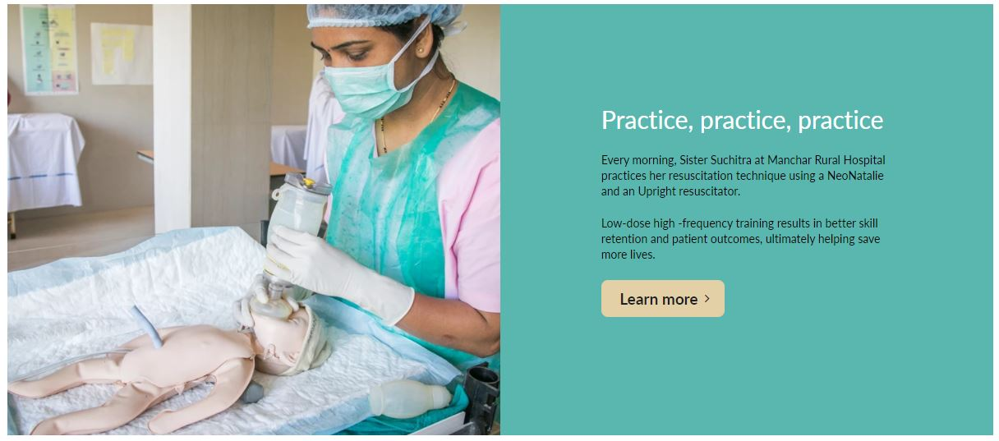 Practice, practice, practice
Every morning, Sister Suchitra at Manchar Rural Hospital
practices her resuscitation technique using a NeoNatalie
and an Upright resuscitator.
Low-dose high -frequency training results in better skill
retention and patient outcomes, ultimately helping save
more lives.
Learn more >